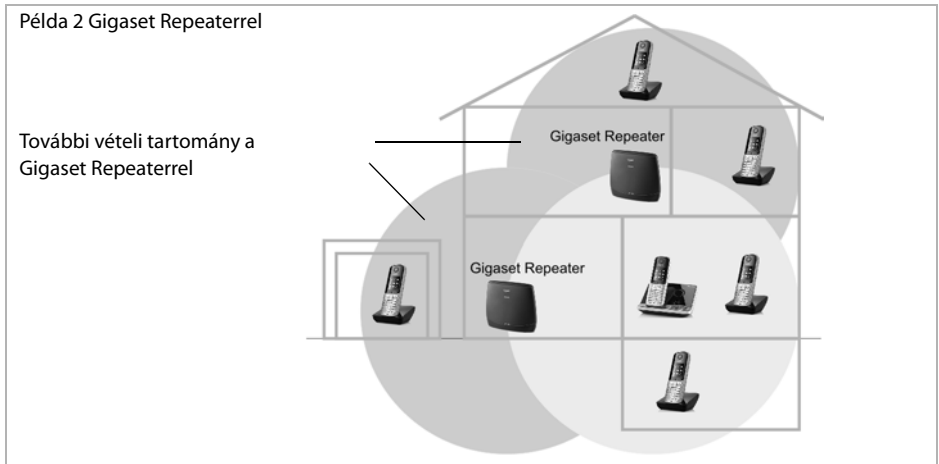 Példa 2 Gigaset Repeaterrel
További vételi tartomány a
Gigaset Repeaterrel
Gigaset Repeater
Gigaset Repeater